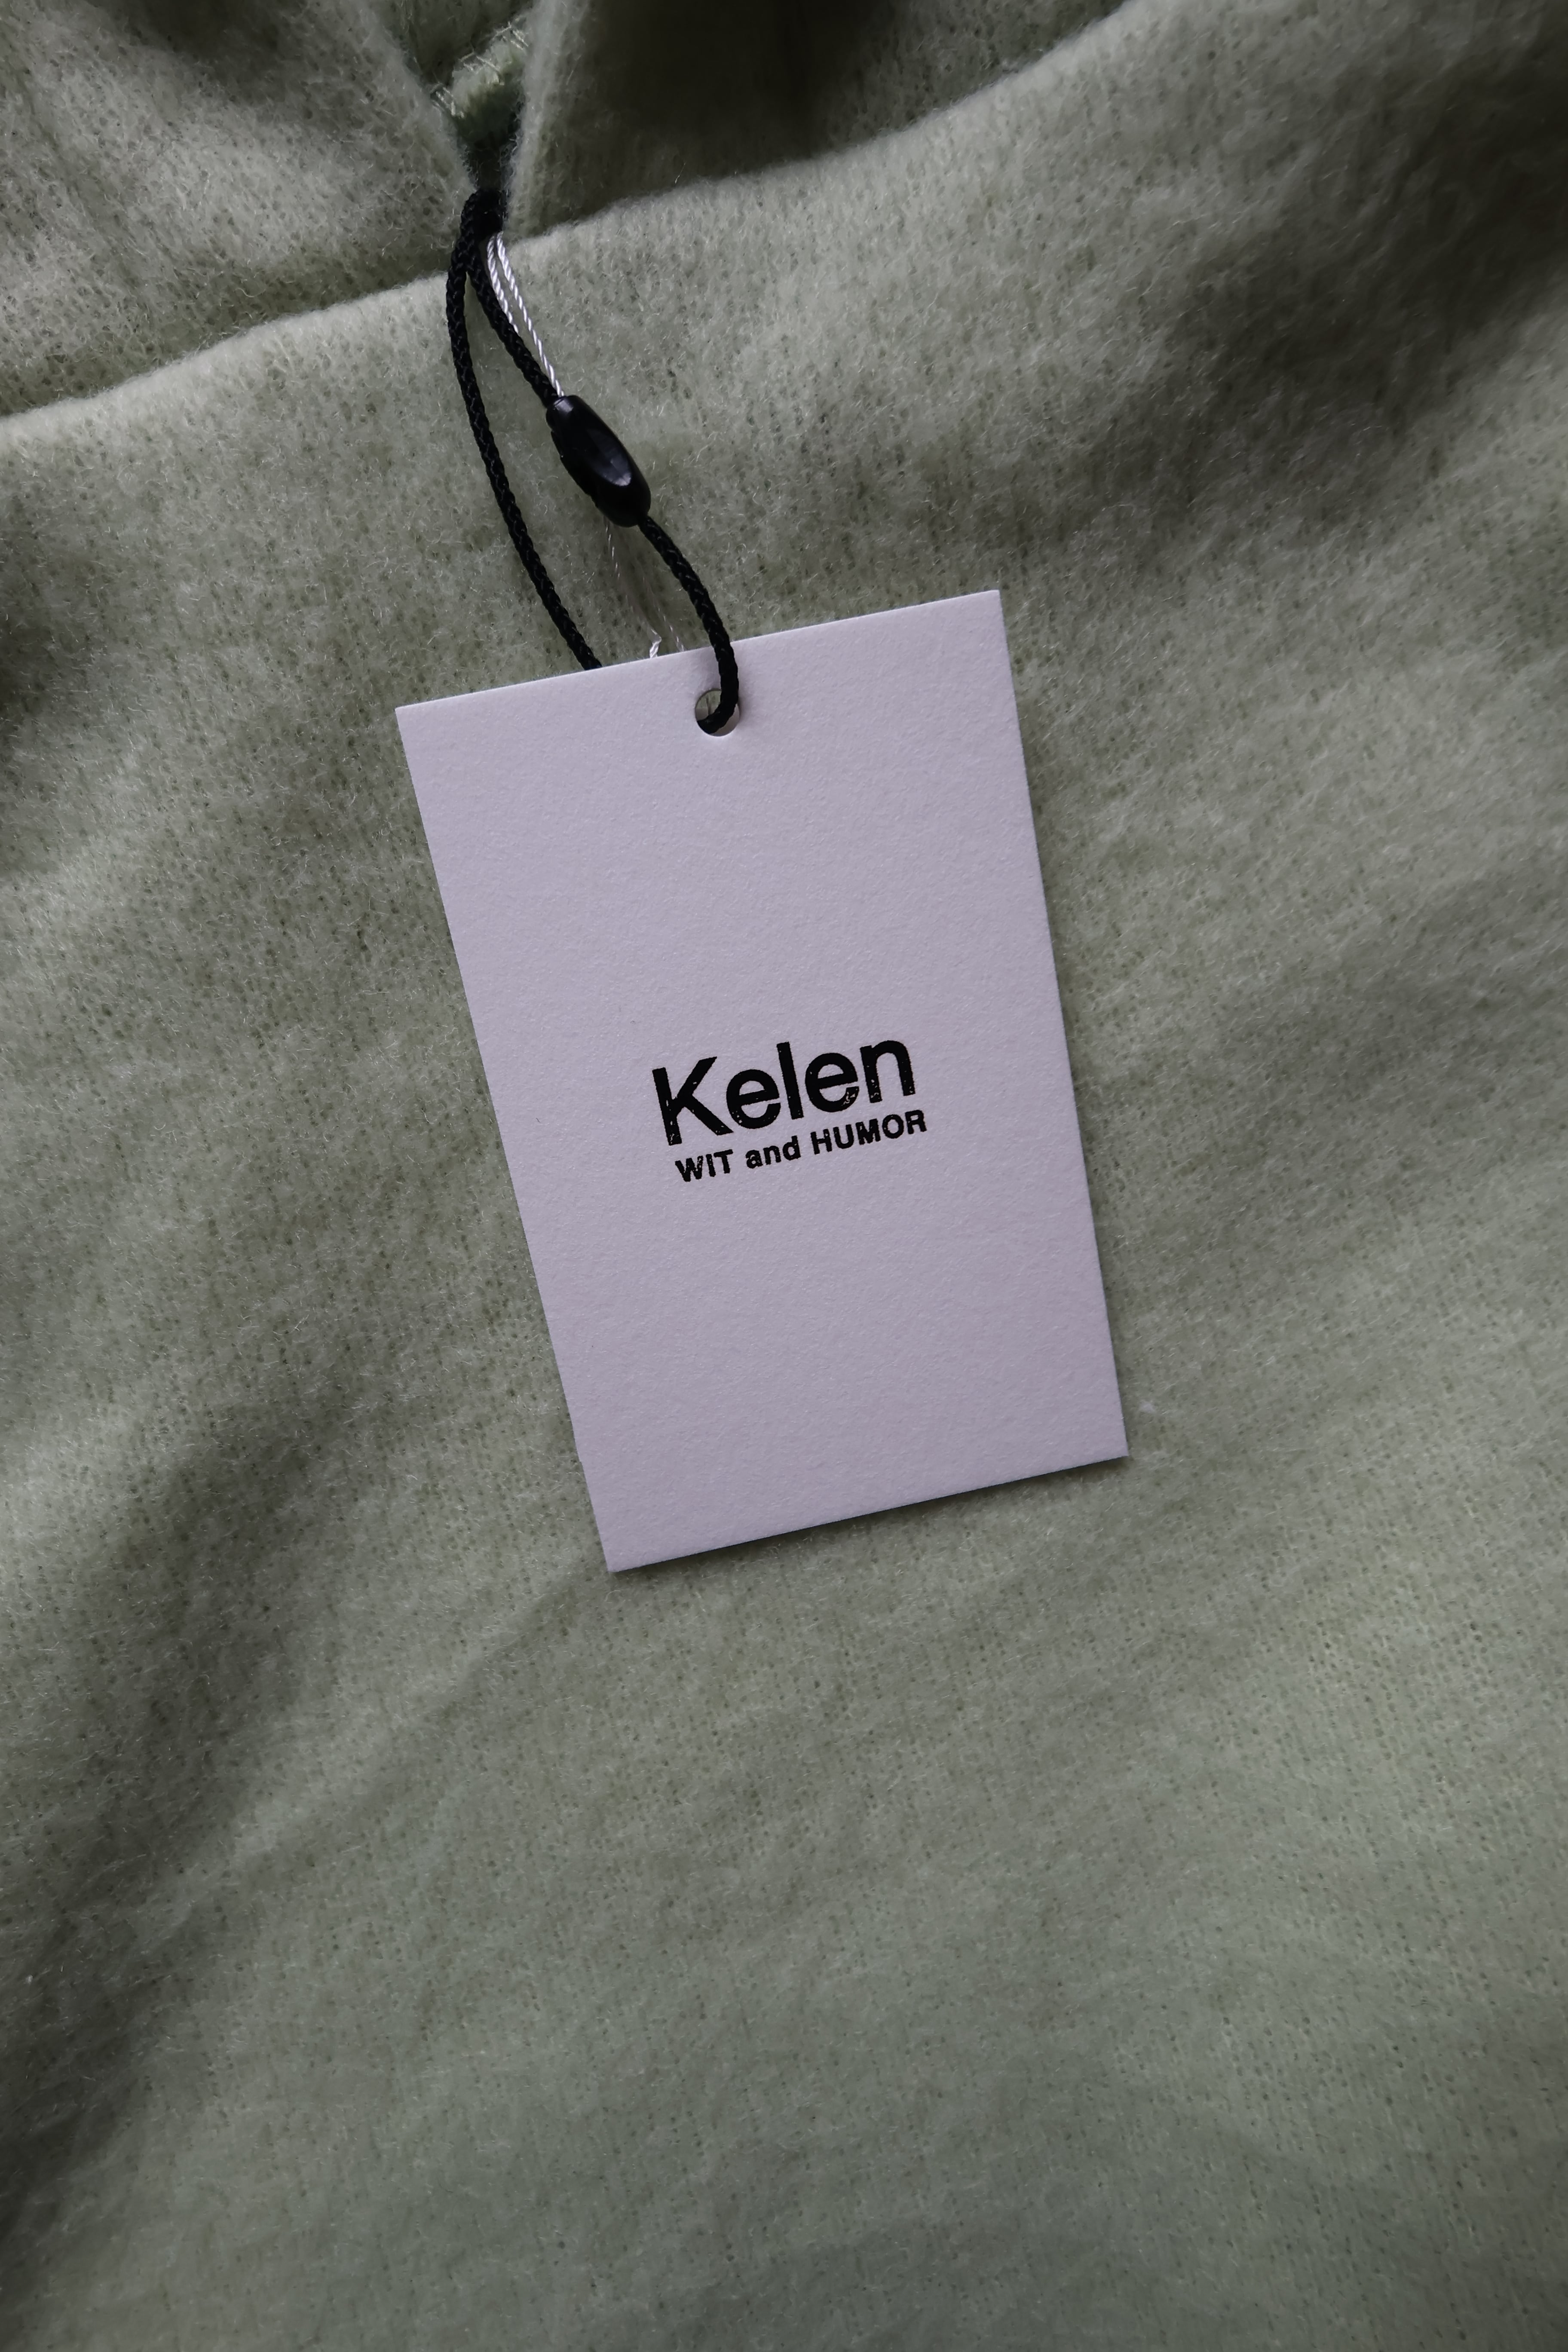 Kelen
WIT and HUMOR